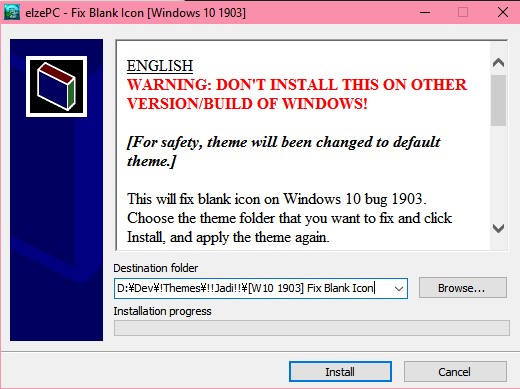 elzePC - Fix Blank Icon [Windows 10 1903]
ENGLISH
WARNING: DON'T INSTALL THIS ON OTHER
VERSION/BUILD OF WINDOWS!
[For safety, theme will be changed to default
theme.]
This will fix blank icon on Windows 10 bug 1903.
Choose the theme folder that you want to fix and click
Install, and apply the theme again.
Destination folder
D:¥Dev¥!Themes¥!!Jadi!!¥[W10 1903] Fix Blank Icon
Browse...
Installation progress
Install
Cancel